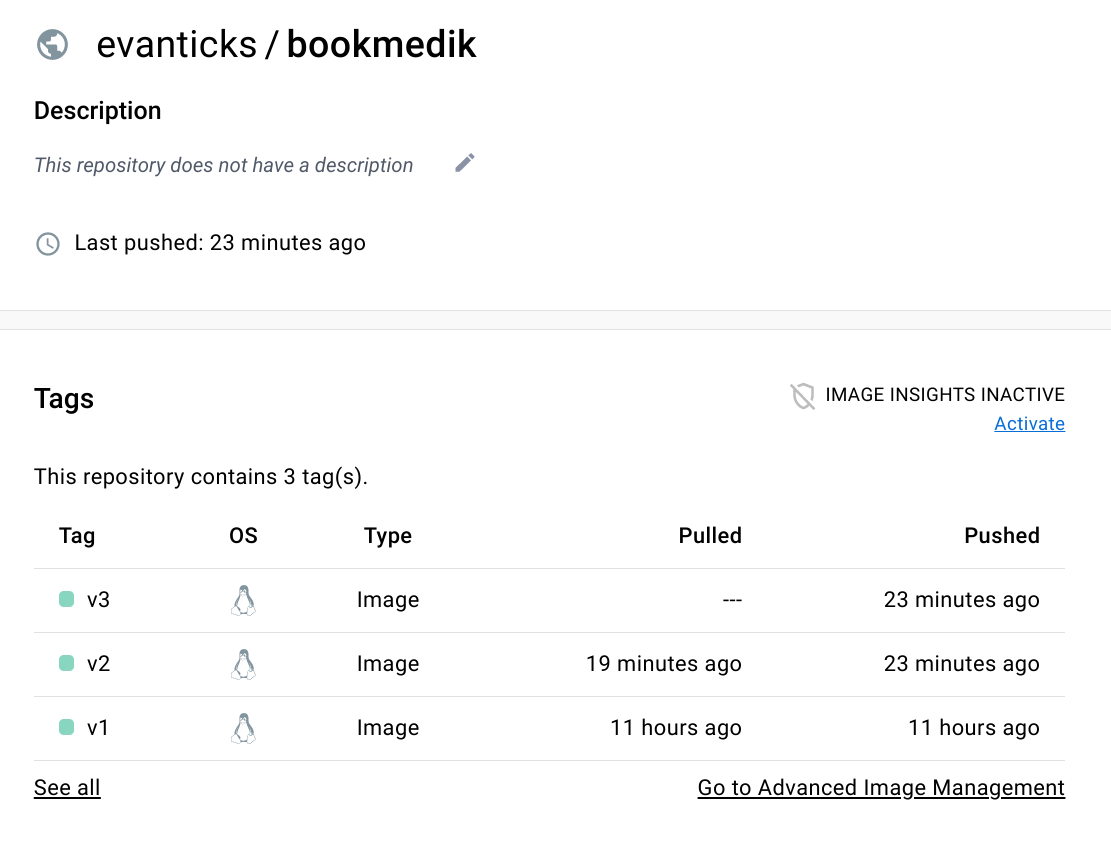 evanticks / bookmedik
Description
This repository does not have a description
Last pushed: 23 minutes ago
Tags
IMAGE INSIGHTS INACTIVE
Activate
This repository contains 3 tag(s).
Tag OS Type Pulled Pushed
v3 Image --- 23 minutes ago
v2 Image 19 minutes ago 23 minutes ago
v1 Image 11 hours ago 11 hours ago
See all Go to Advanced Image Management